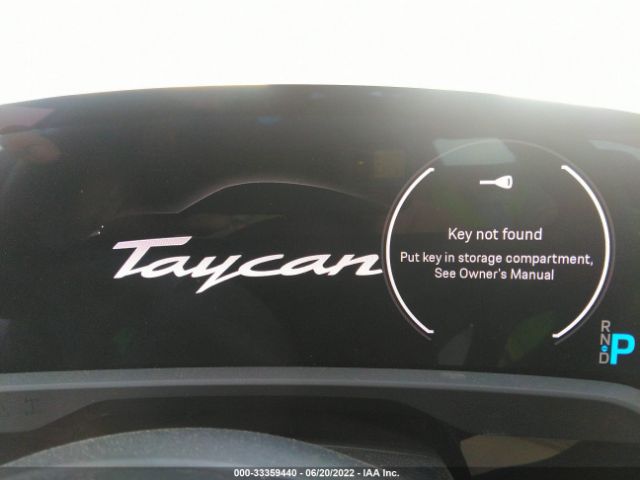 Taycan
Key not found
Put key in storage compartment,
See Owner's Manual
R
N
D
P
000-33359440 - 06/20/2022 - IAA Inc.